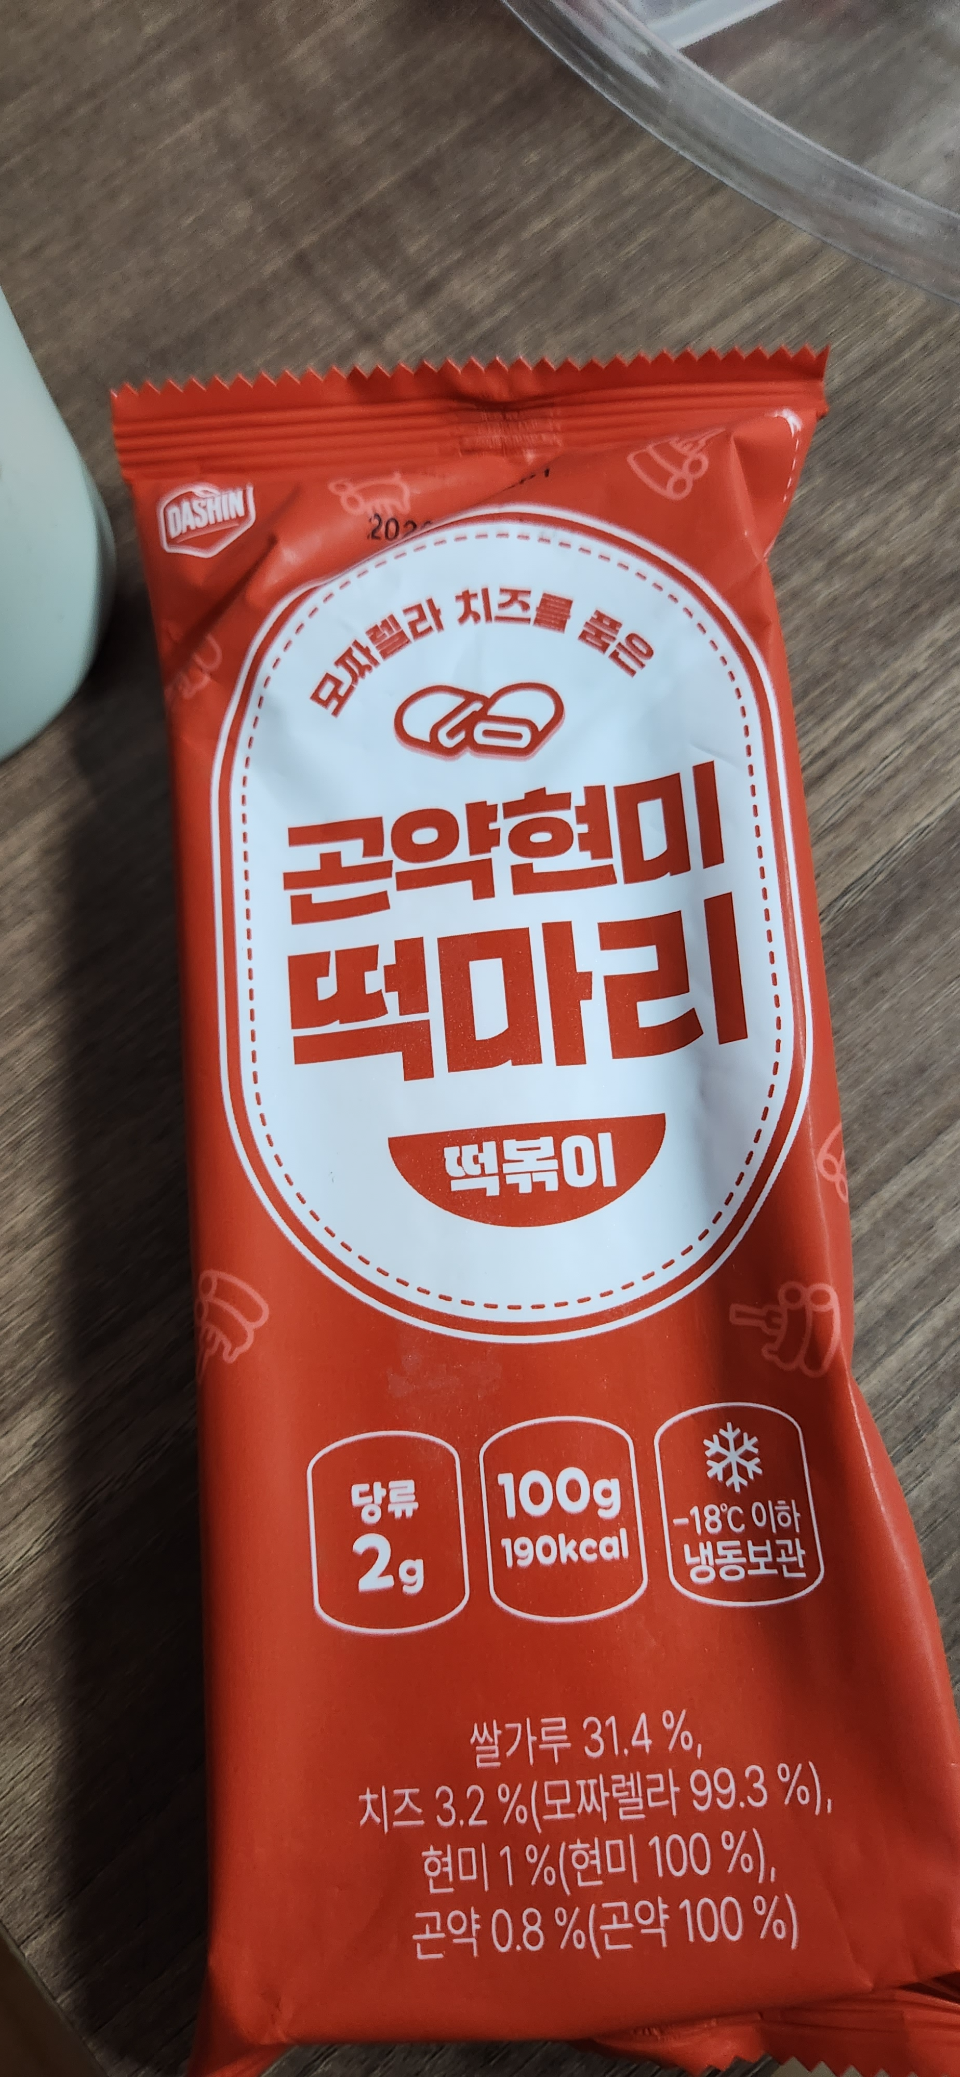 DASHIN
모짜렐라 치즈를 품은
곤약현미
떡마리
떡볶이
당류
2g
100g
190kcal
-18℃ 이하
냉동보관
쌀가루 31.4 %,
치즈 3.2 %(모짜렐라 99.3 %),
현미 1 %(현미 100 %),
곤약 0.8 %(곤약 100 %)